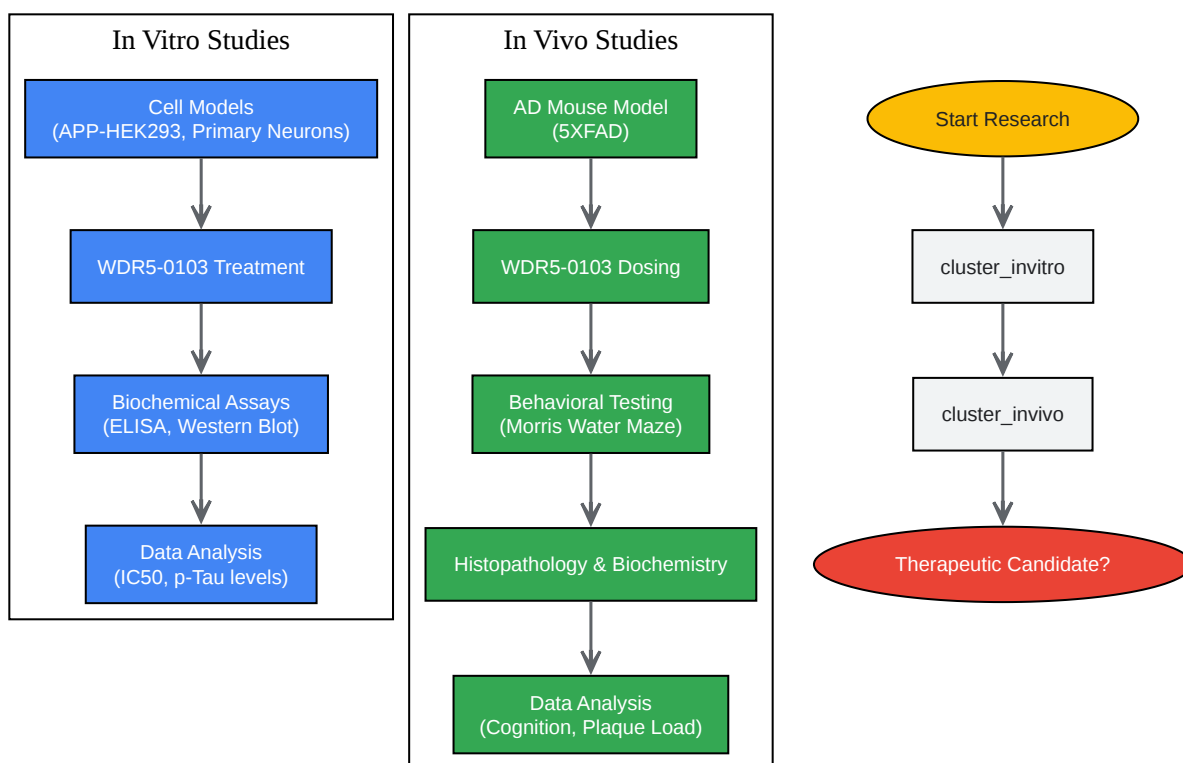 In Vitro Studies
Cell Models
(APP-HEK293, Primary Neurons)
WDR5-0103 Treatment
Biochemical Assays
(ELISA, Western Blot)
Data Analysis
(IC50, p-Tau levels)
In Vivo Studies
AD Mouse Model
(5XFAD)
WDR5-0103 Dosing
Behavioral Testing
(Morris Water Maze)
Histopathology & Biochemistry
Data Analysis
(Cognition, Plaque Load)
Start Research
cluster_invitro
cluster_invivo
Therapeutic Candidate?